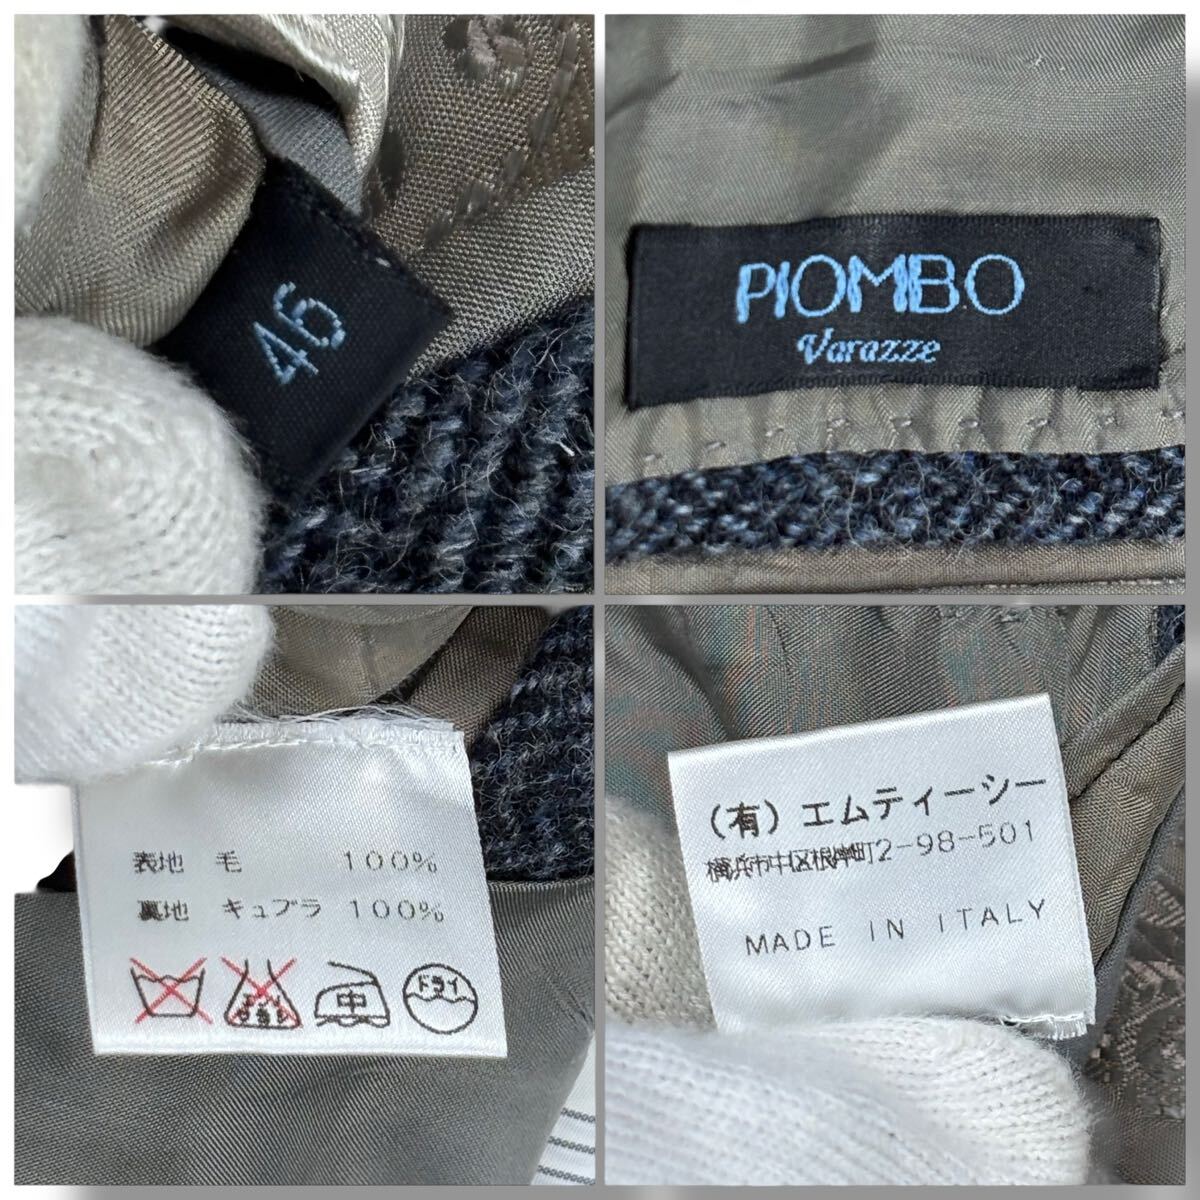 46
PIOMBO
Varazze
表地 毛 100%
裏地 キュプラ 100%
中
ドライ
(有)エムティーシー
横浜市中区根岸町2-98-501
MADE IN ITALY